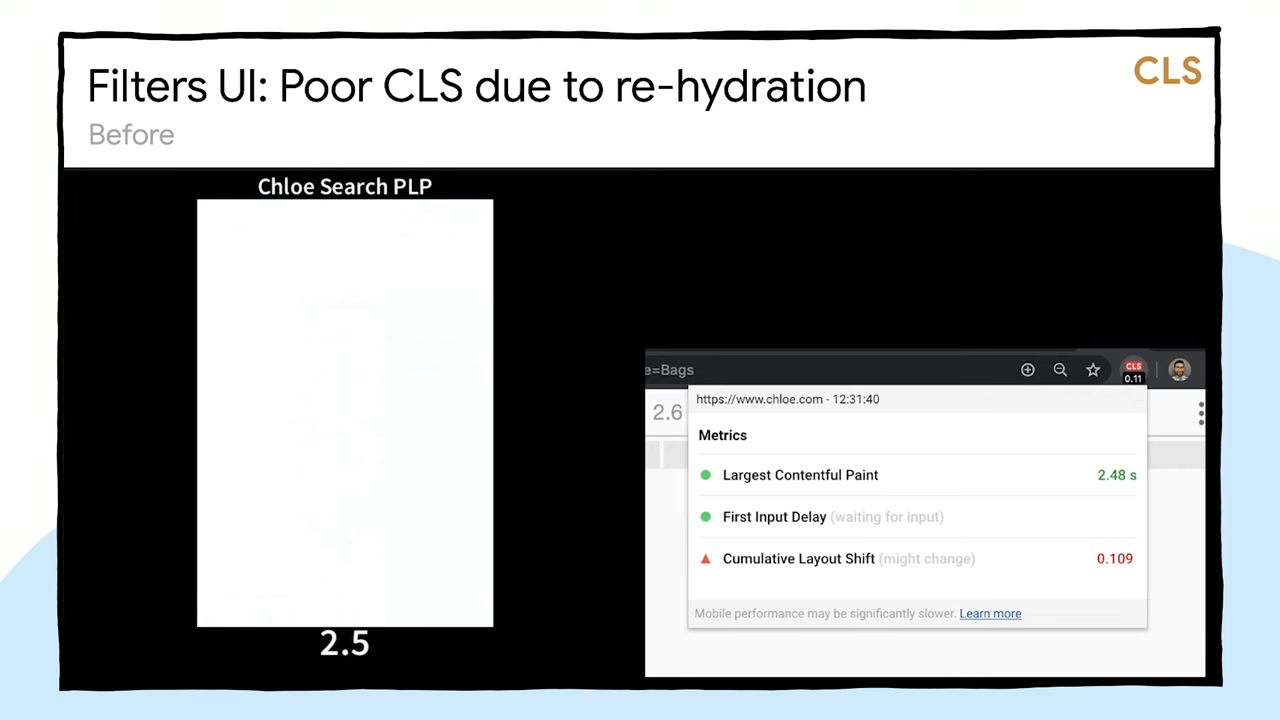 Filters UI: Poor CLS due to re-hydration
CLS
Before
Chloe Search PLP
2.5
e=Bags
CLS
0.11
https://www.chloe.com - 12:31:40
2.6
Metrics
Largest Contentful Paint 2.48 s
First Input Delay (waiting for input)
Cumulative Layout Shift (might change) 0.109
Mobile performance may be significantly slower. Learn more